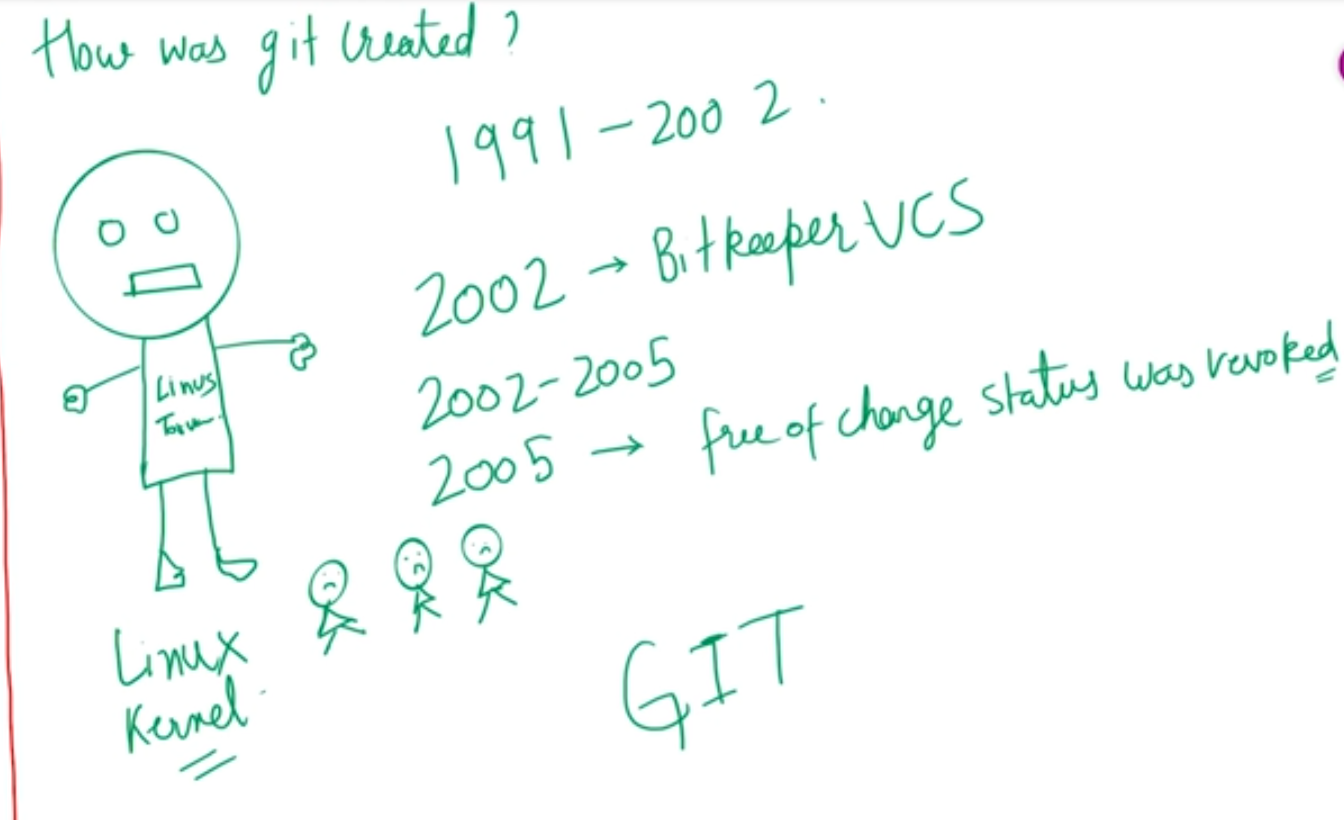 How was git created ?
1991 - 2002.
2002 → Bitkeeper VCS
2002-2005
2005 → free of change status was revoked
Linus
Linux
Kernel
GIT